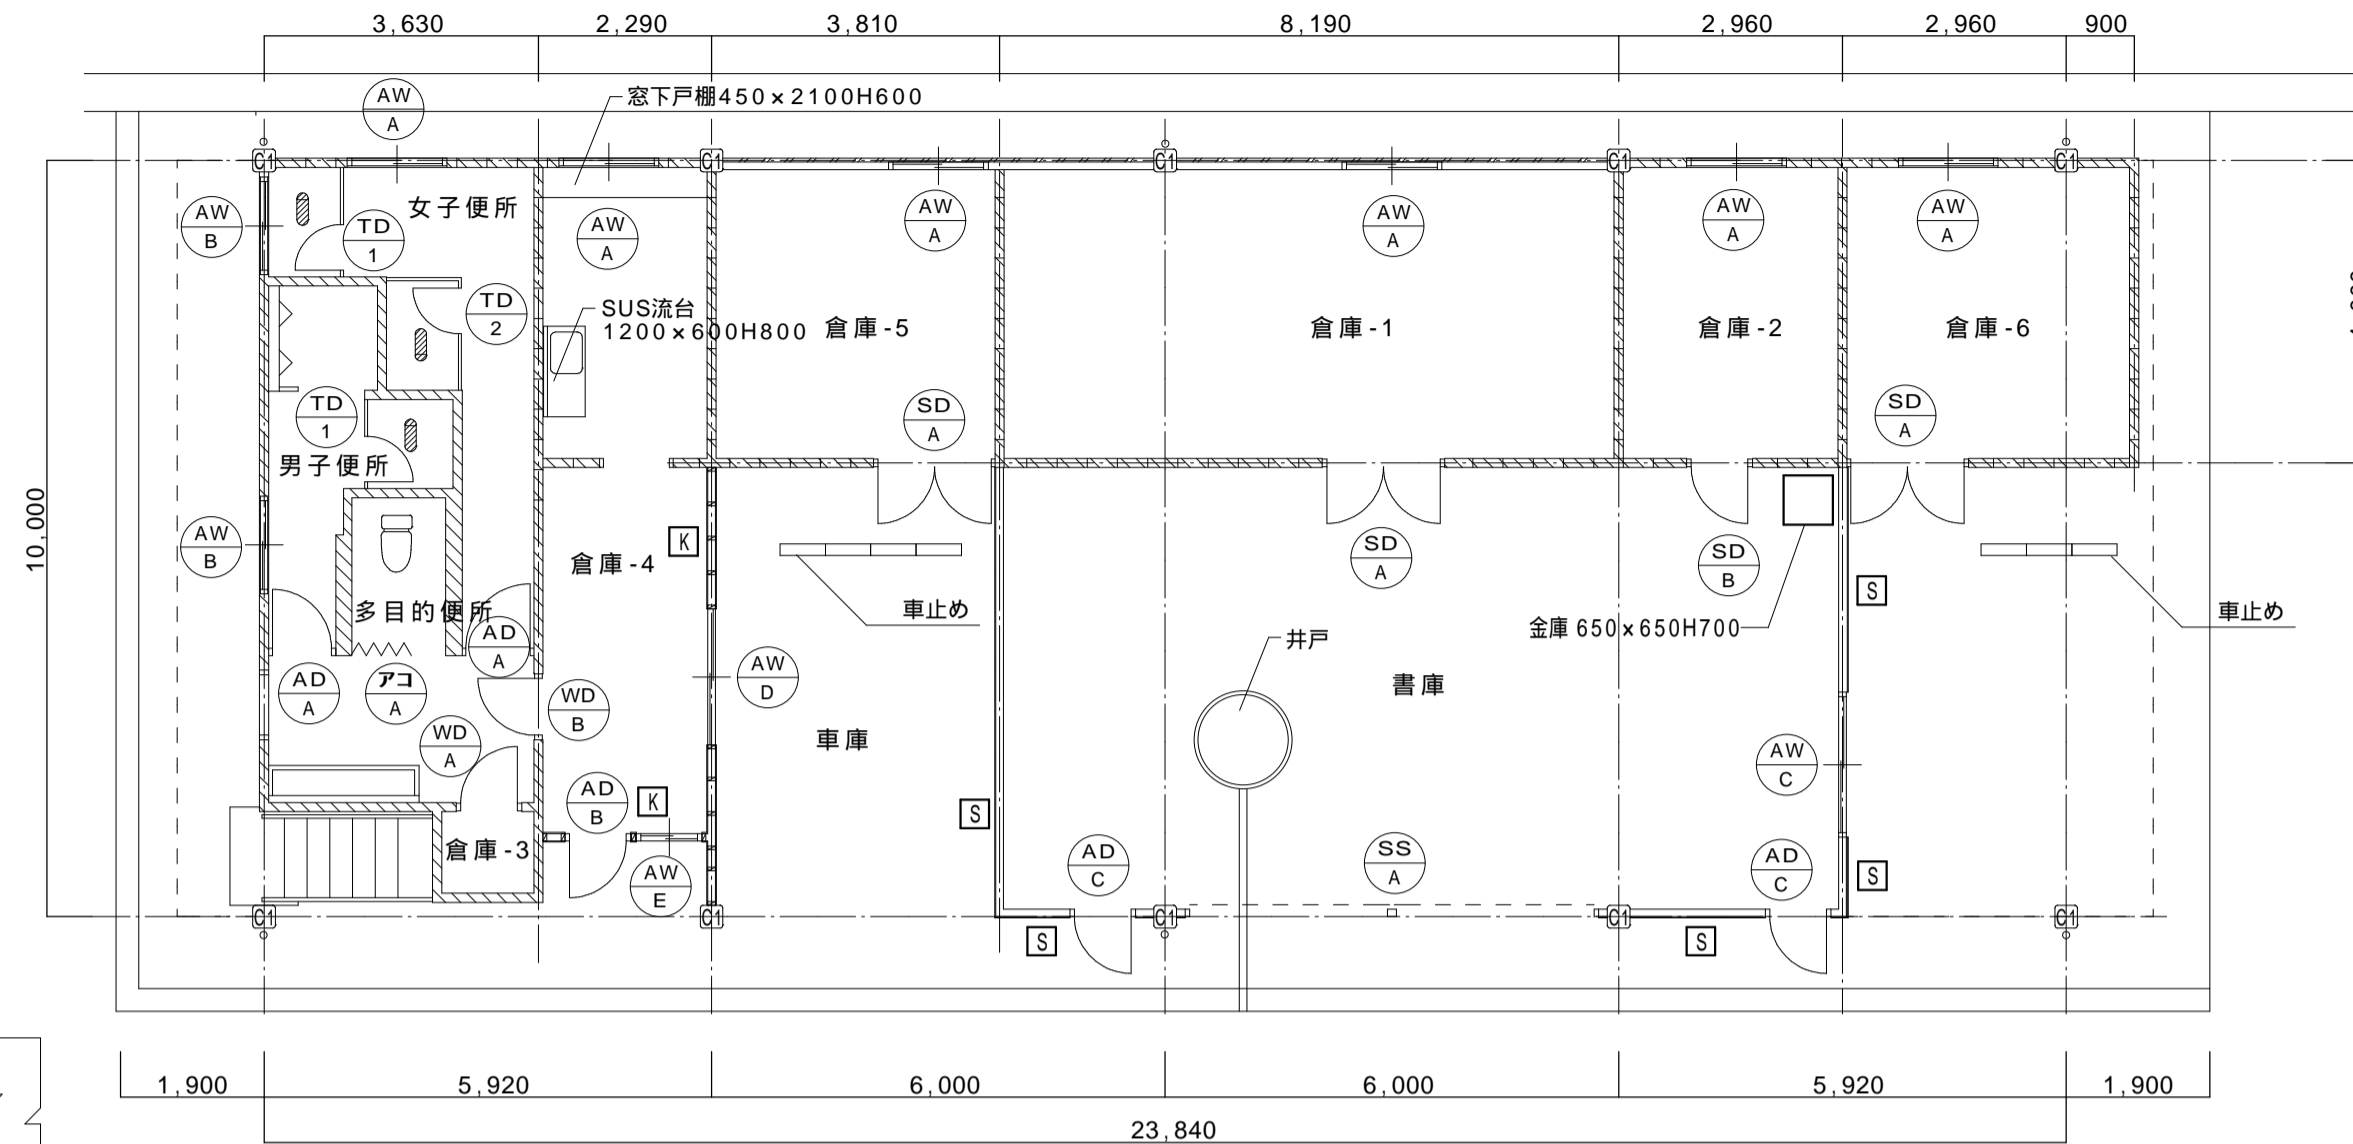 3,630 2,290 3,810 8,190 2,960 2,960 900
窓下戸棚450×2100H600
AW
A
C1 C1 C1 C1 C1
AW
B
女子便所
TD
1
AW
A
AW
A
AW
A
AW
A
AW
A
TD
2
SUS流台
1200×600H800
倉庫-5
倉庫-1
倉庫-2
倉庫-6
TD
1
SD
A
SD
A
男子便所
10,000
AW
B
倉庫-4
K
SD
A
SD
B
S
多目的便所
車止め
車止め
金庫 650×650H700
井戸
AD
A
AD
A
アコ
A
WD
B
AW
D
書庫
WD
A
車庫
AW
C
AD
B
K
S
倉庫-3
AW
E
AD
C
SS
A
AD
C
S
C1 C1 C1 C1 C1
S
S
1,900 5,920 6,000 6,000 5,920 1,900
23,840